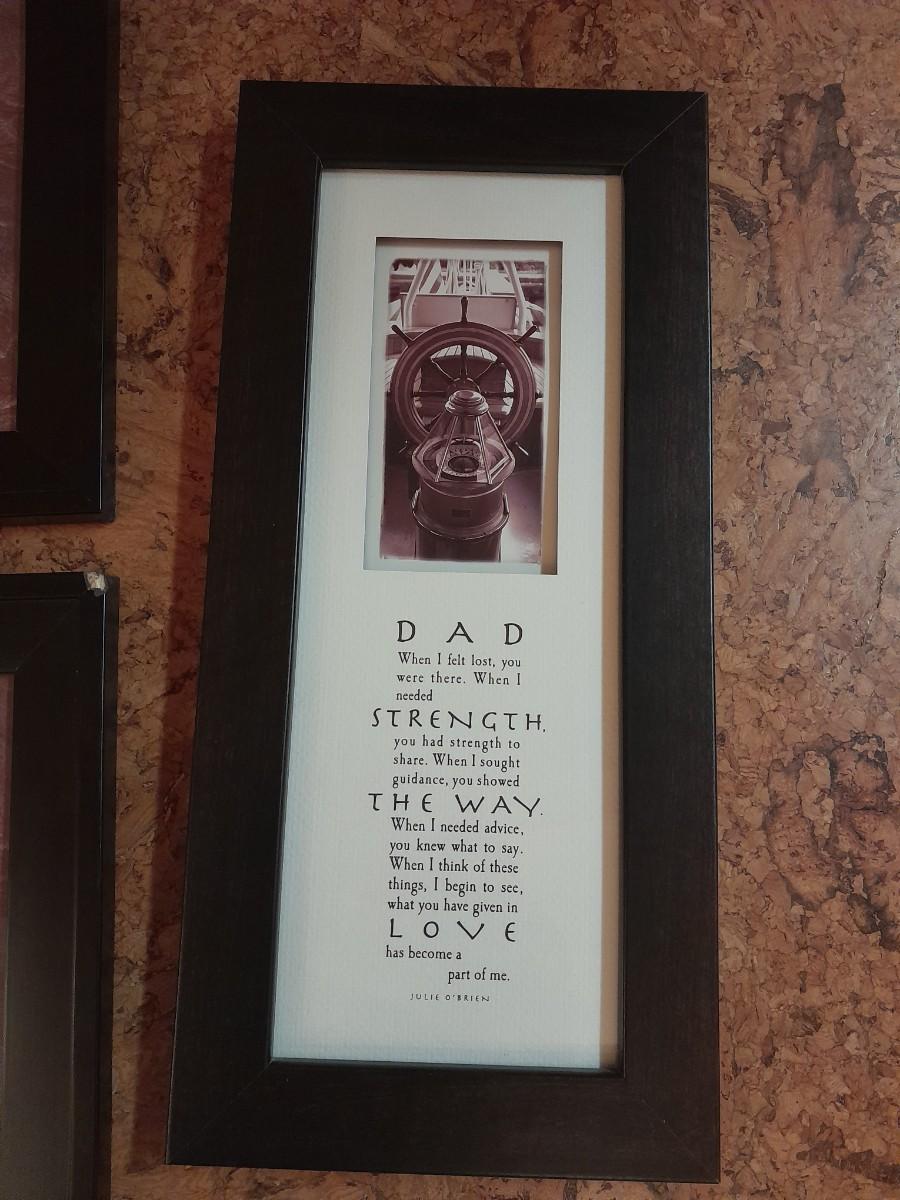 DAD
When I felt lost, you
were there. When I
needed
STRENGTH,
you had strength to
share. When I sought
guidance, you showed
THE WAY.
When I needed advice,
you knew what to say.
When I think of these
things, I begin to see,
what you have given in
LOVE
has become a
part of me.
JULIE O'BRIEN